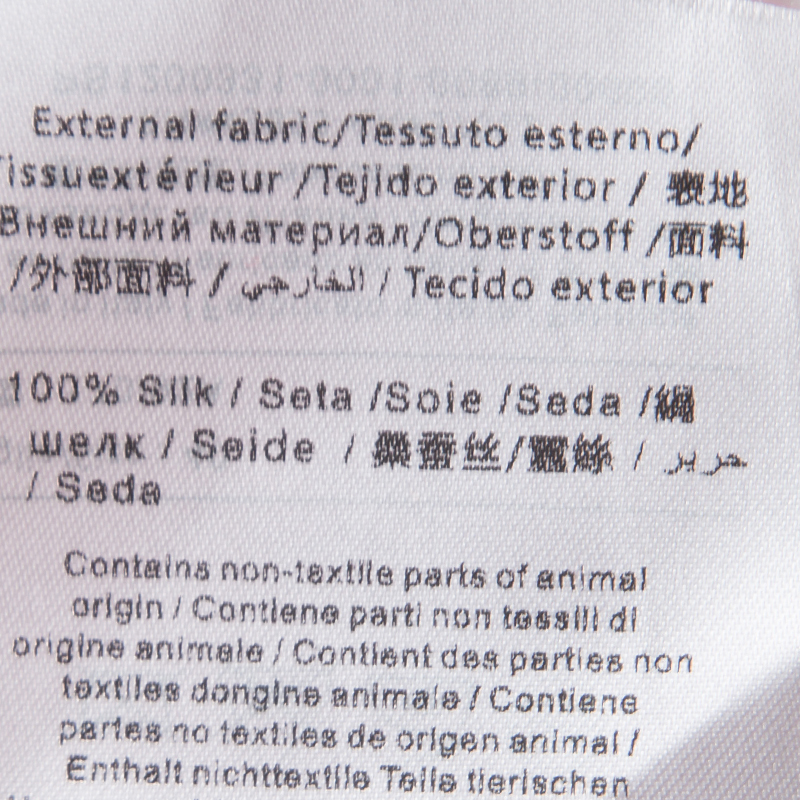 External fabric/Tessuto esterno/
Tissuextérieur /Tejido exterior / 表地
Внешний материал/Oberstoff /面料
/外部面料 / الخارجي / Tecido exterior
100% Silk / Seta /Soie /Seda /絹
шелк / Seide / 桑蚕丝/蠶絲 / حرير
/ Seda
Contains non-textile parts of animal
origin / Contiene parti non tessili di
origine animale / Contient des parties non
textiles dongine animale / Contiene
partes no textiles de origen animal /
Enthalt nichttextile Teile tierischen